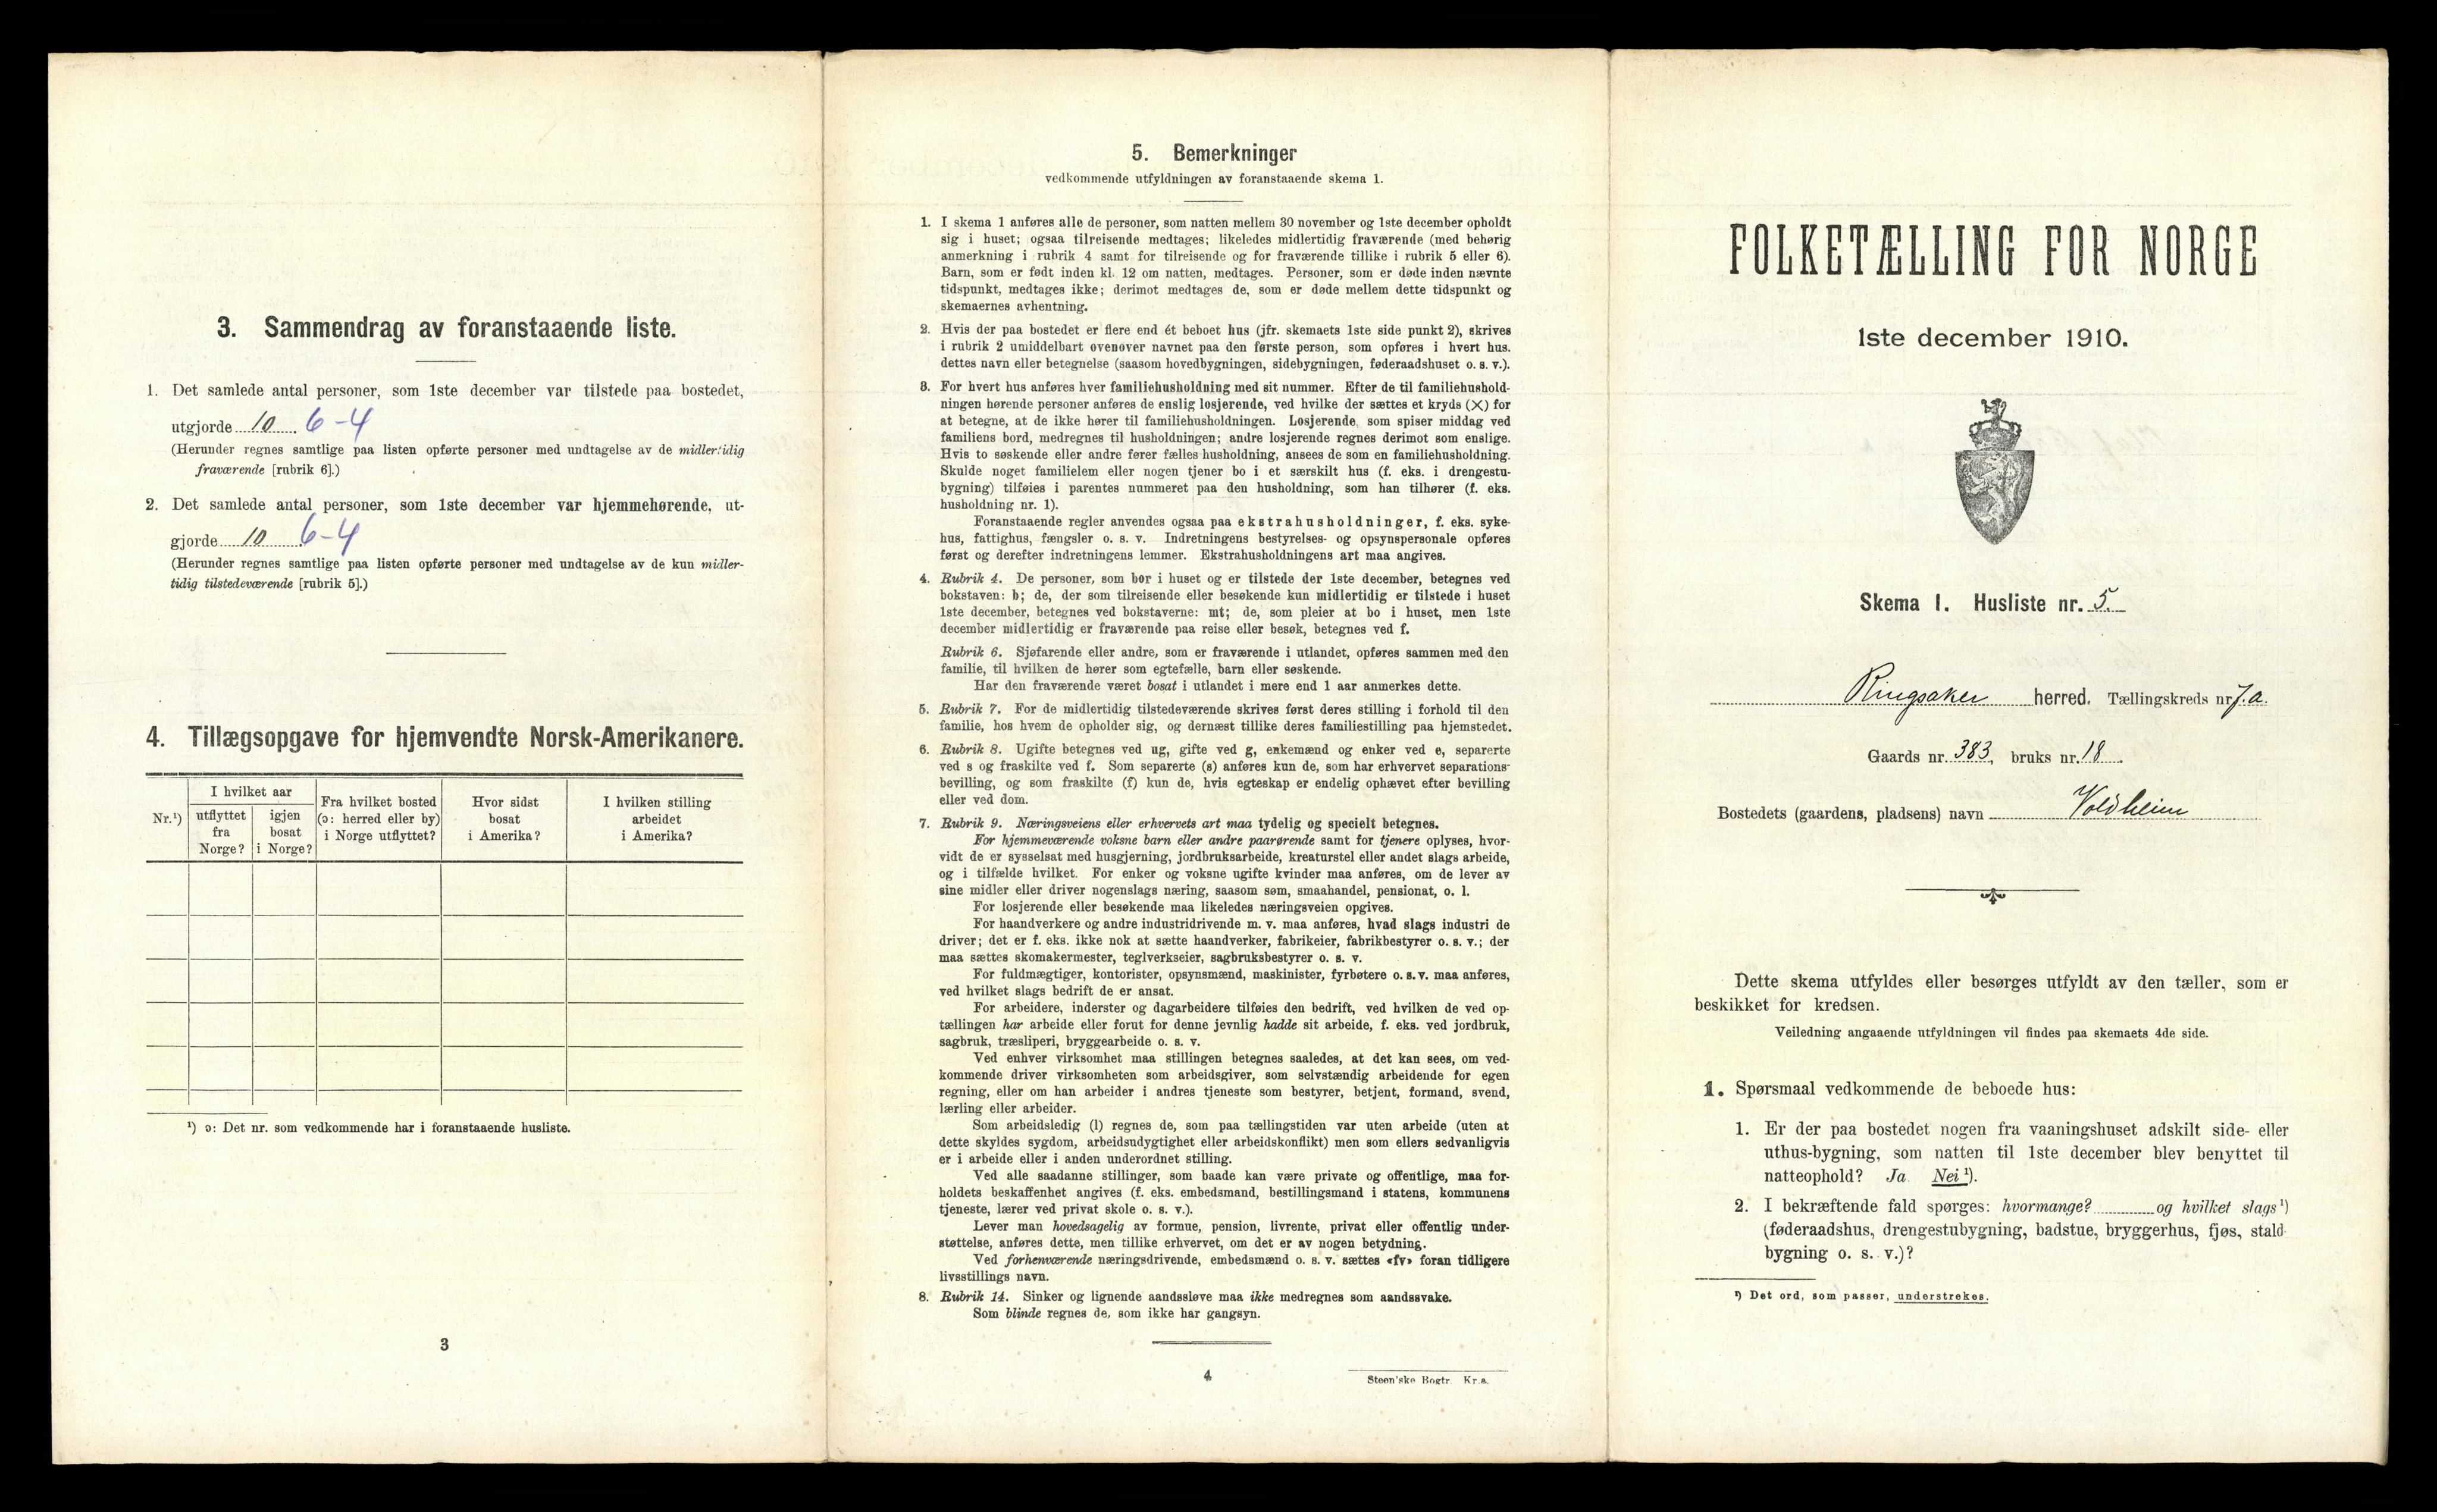 3. Sammendrag av foranstaaende liste.
1. Det samlede antal personer, som 1ste december var tilstede paa bostedet,
utgjorde 10 6-4
(Herunder regnes samtlige paa listen opførte personer med undtagelse av de midlertidig
fraværende [rubrik 6].)
2. Det samlede antal personer, som 1ste december var hjemmehørende, ut-
gjorde 10 6-4
(Herunder regnes samtlige paa listen opførte personer med undtagelse av de kun midler-
tidig tilstedeværende [rubrik 5].)
4. Tillægsopgave for hjemvendte Norsk-Amerikanere.
Nr.¹)
I hvilket aar
utflyttet
fra
Norge?
igjen
bosat
i Norge?
Fra hvilket bosted
(ɔ: herred eller by)
i Norge utflyttet?
Hvor sidst
bosat
i Amerika?
I hvilken stilling
arbeidet
i Amerika?
¹) ɔ: Det nr. som vedkommende har i foranstaaende husliste.
3
5. Bemerkninger
vedkommende utfyldningen av foranstaaende skema 1.
1. I skema 1 anføres alle de personer, som natten mellem 30 november og 1ste december opholdt
sig i huset; ogsaa tilreisende medtages; likeledes midlertidig fraværende (med behørig
anmerkning i rubrik 4 samt for tilreisende og for fraværende tillike i rubrik 5 eller 6).
Barn, som er født inden kl. 12 om natten, medtages. Personer, som er døde inden nævnte
tidspunkt, medtages ikke; derimot medtages de, som er døde mellem dette tidspunkt og
skemaernes avhentning.
2. Hvis der paa bostedet er flere end ét beboet hus (jfr. skemaets 1ste side punkt 2), skrives
i rubrik 2 umiddelbart ovenover navnet paa den første person, som opføres i hvert hus.
dettes navn eller betegnelse (saasom hovedbygningen, sidebygningen, føderaadshuset o. s. v.).
3. For hvert hus anføres hver familiehusholdning med sit nummer. Efter de til familiehushold-
ningen hørende personer anføres de enslig losjerende, ved hvilke der sættes et kryds (×) for
at betegne, at de ikke hører til familiehusholdningen. Losjerende, som spiser middag ved
familiens bord, medregnes til husholdningen; andre losjerende regnes derimot som enslige.
Hvis to søskende eller andre fører fælles husholdning, ansees de som en familiehusholdning.
Skulde noget familielem eller nogen tjener bo i et særskilt hus (f. eks. i drengestu-
bygning) tilføies i parentes nummeret paa den husholdning, som han tilhører (f. eks.
husholdning nr. 1).
Foranstaaende regler anvendes ogsaa paa ekstrahusholdninger, f. eks. syke-
hus, fattighus, fængsler o. s. v. Indretningens bestyrelses- og opsynspersonale opføres
først og derefter indretningens lemmer. Ekstrahusholdningens art maa angives.
4. Rubrik 4. De personer, som bor i huset og er tilstede der 1ste december, betegnes ved
bokstaven: b; de, der som tilreisende eller besøkende kun midlertidig er tilstede i huset
1ste december, betegnes ved bokstaverne: mt; de, som pleier at bo i huset, men 1ste
december midlertidig er fraværende paa reise eller besøk, betegnes ved f.
Rubrik 6. Sjøfarende eller andre, som er fraværende i utlandet, opføres sammen med den
familie, til hvilken de hører som egtefælle, barn eller søskende.
Har den fraværende været bosat i utlandet i mere end 1 aar anmerkes dette.
5. Rubrik 7. For de midlertidig tilstedeværende skrives først deres stilling i forhold til den
familie, hos hvem de opholder sig, og dernæst tillike deres familiestilling paa hjemstedet.
6. Rubrik 8. Ugifte betegnes ved ug, gifte ved g, enkemænd og enker ved e, separerte
ved s og fraskilte ved f. Som separerte (s) anføres kun de, som har erhvervet separations-
bevilling, og som fraskilte (f) kun de, hvis egteskap er endelig ophævet efter bevilling
eller ved dom.
7. Rubrik 9. Næringsveiens eller erhvervets art maa tydelig og specielt betegnes.
For hjemmeværende voksne barn eller andre paarørende samt for tjenere oplyses, hvor-
vidt de er sysselsat med husgjerning, jordbruksarbeide, kreaturstel eller andet slags arbeide,
og i tilfælde hvilket. For enker og voksne ugifte kvinder maa anføres, om de lever av
sine midler eller driver nogenslags næring, saasom søm, smaahandel, pensionat, o. l.
For losjerende eller besøkende maa likeledes næringsveien opgives.
For haandverkere og andre industridrivende m. v. maa anføres, hvad slags industri de
driver; det er f. eks. ikke nok at sætte haandverker, fabrikeier, fabrikbestyrer o. s. v.; der
maa sættes skomakermester, teglverkseier, sagbruksbestyrer o. s. v.
For fuldmægtiger, kontorister, opsynsmænd, maskinister, fyrbøtere o. s. v. maa anføres,
ved hvilket slags bedrift de er ansat.
For arbeidere, inderster og dagarbeidere tilføies den bedrift, ved hvilken de ved op-
tællingen har arbeide eller forut for denne jevnlig hadde sit arbeide, f. eks. ved jordbruk,
sagbruk, træsliperi, bryggearbeide o. s. v.
Ved enhver virksomhet maa stillingen betegnes saaledes, at det kan sees, om ved-
kommende driver virksomheten som arbeidsgiver, som selvstændig arbeidende for egen
regning, eller om han arbeider i andres tjeneste som bestyrer, betjent, formand, svend,
lærling eller arbeider.
Som arbeidsledig (l) regnes de, som paa tællingstiden var uten arbeide (uten at
dette skyldes sygdom, arbeidsudygtighet eller arbeidskonflikt) men som ellers sedvanligvis
er i arbeide eller i anden underordnet stilling.
Ved alle saadanne stillinger, som baade kan være private og offentlige, maa for-
holdets beskaffenhet angives (f. eks. embedsmand, bestillingsmand i statens, kommunens
tjeneste, lærer ved privat skole o. s. v.).
Lever man hovedsagelig av formue, pension, livrente, privat eller offentlig under-
støttelse, anføres dette, men tillike erhvervet, om det er av nogen betydning.
Ved forhenværende næringsdrivende, embedsmænd o. s. v. sættes «fv» foran tidligere
livsstillings navn.
8. Rubrik 14. Sinker og lignende aandssløve maa ikke medregnes som aandssvake.
Som blinde regnes de, som ikke har gangsyn.
4
Steen'ske Bogtr. Kr.a.
FOLKETÆLLING FOR NORGE
1ste december 1910.
Skema 1. Husliste nr. 5.
Ringsaker herred. Tællingskreds nr 7.a.
Gaards nr. 383, bruks nr. 18.
Bostedets (gaardens, pladsens) navn Voldheim
Dette skema utfyldes eller besørges utfyldt av den tæller, som er
beskikket for kredsen.
Veiledning angaaende utfyldningen vil findes paa skemaets 4de side.
1. Spørsmaal vedkommende de beboede hus:
1. Er der paa bostedet nogen fra vaaningshuset adskilt side- eller
uthus-bygning, som natten til 1ste december blev benyttet til
natteophold? Ja Nei ¹).
2. I bekræftende fald spørges: hvormange? og hvilket slags ¹)
(føderaadshus, drengestubygning, badstue, bryggerhus, fjøs, stald-
bygning o. s. v.)?
¹) Det ord, som passer, understrekes.